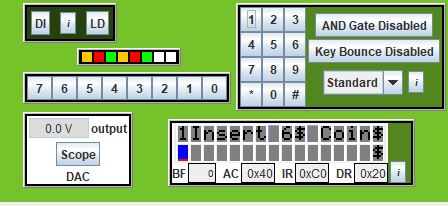 DI i LD
1 2 3 AND Gate Disabled
4 5 6 Key Bounce Disabled
7 8 9
* 0 # Standard i
7 6 5 4 3 2 1 0
0.0 V output
Scope
DAC
1Insert 6$ Coin$
$
BF 0 AC 0x40 IR 0xC0 DR 0x20 i